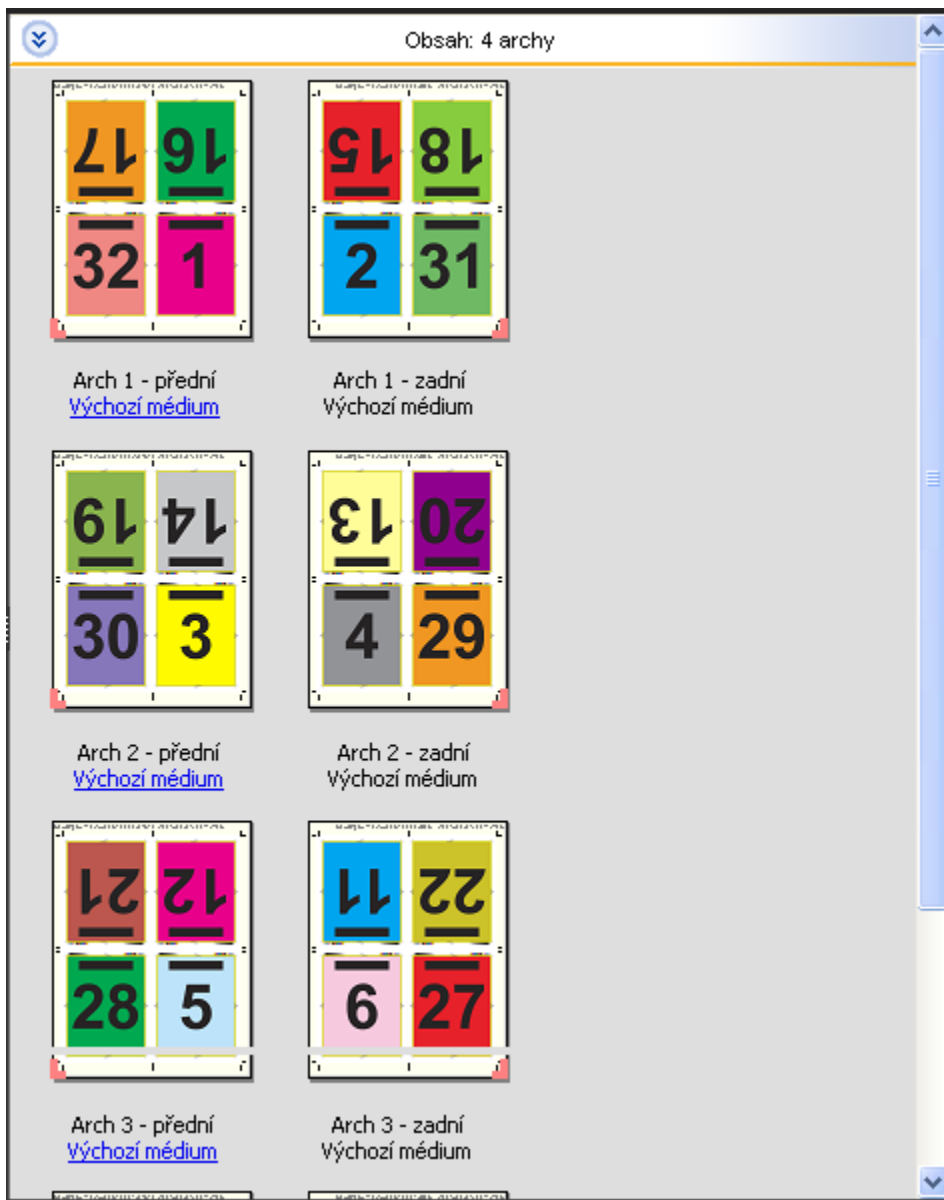 Obsah: 4 archy
17 16
32 1
15 18
2 31
Arch 1 - přední
Výchozí médium
Arch 1 - zadní
Výchozí médium
19 14
30 3
13 20
4 29
Arch 2 - přední
Výchozí médium
Arch 2 - zadní
Výchozí médium
21 12
28 5
11 22
6 27
Arch 3 - přední
Výchozí médium
Arch 3 - zadní
Výchozí médium